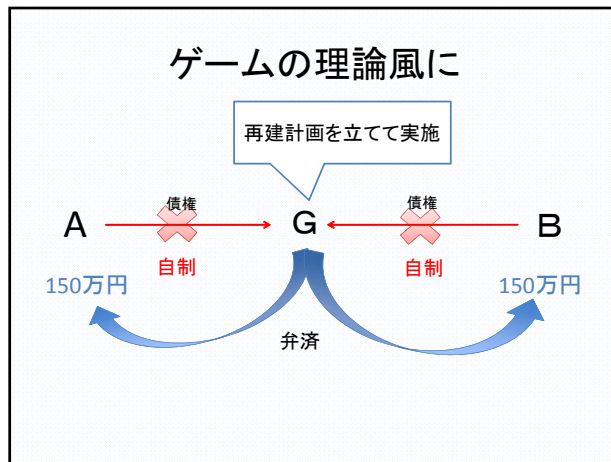 ゲームの理論風に
再建計画を立てて実施
債権
債権
A
G
B
自制
自制
150万円
150万円
弁済